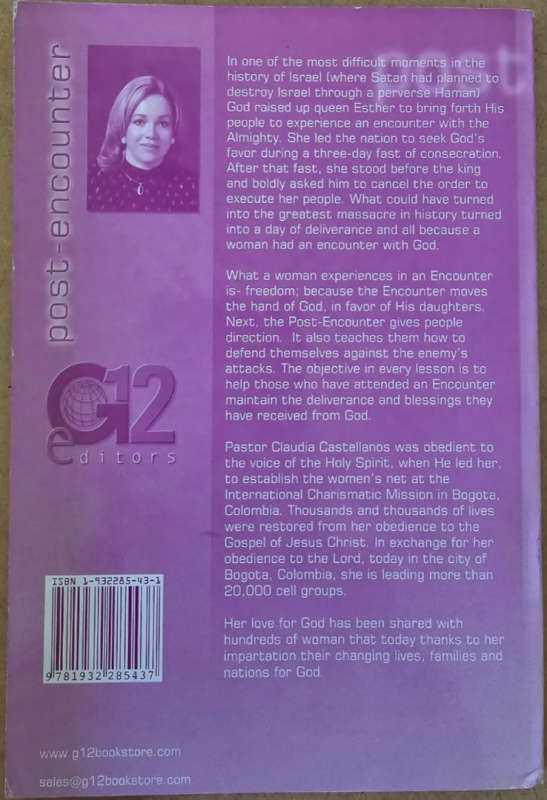 post
post-encounter
In one of the most difficult moments in the
history of Israel (where Satan had planned to
destroy Israel through a perverse Haman)
God raised up queen Esther to bring forth His
people to experience an encounter with the
Almighty. She led the nation to seek God's
favor during a three-day fast of consecration.
After that fast, she stood before the king
and boldly asked him to cancel the order to
execute her people. What could have turned
into the greatest massacre in history turned
into a day of deliverance and all because a
woman had an encounter with God.
What a woman experiences in an Encounter
is- freedom; because the Encounter moves
the hand of God, in favor of His daughters.
Next, the Post-Encounter gives people
direction. It also teaches them how to
defend themselves against the enemy's
attacks. The objective in every lesson is to
help those who have attended an Encounter
maintain the deliverance and blessings they
have received from God.
Pastor Claudia Castellanos was obedient to
the voice of the Holy Spirit, when He led her,
to establish the women's net at the
International Charismatic Mission in Bogota,
Colombia. Thousands and thousands of lives
were restored from her obedience to the
Gospel of Jesus Christ. In exchange for her
obedience to the Lord, today in the city of
Bogota, Colombia, she is leading more than
20,000 cell groups.
Her love for God has been shared with
hundreds of woman that today thanks to her
impartation their changing lives, families and
nations for God.
G12
editors
ISBN 1-932285-43-1
9781932285437
www.g12bookstore.com
sales@g12bookstore.com